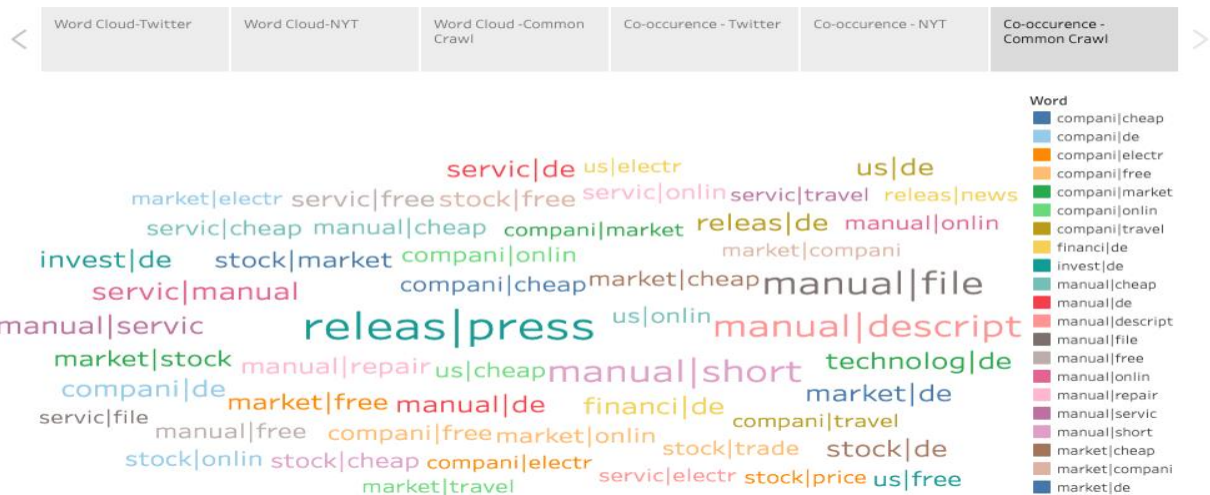 Word Cloud-Twitter
Word Cloud-NYT
Word Cloud -Common
Crawl
Co-occurence - Twitter
Co-occurence - NYT
Co-occurence -
Common Crawl
servic|de us|electr us|de
market|electr servic|free stock|free servic|onlin servic|travel releas|news
servic|cheap manual|cheap compani|market releas|de manual|onlin
invest|de stock|market compani|onlin market|compani
servic|manual compani|cheap market|cheap manual|file
manual|servic releas|press us|onlin manual|descript
market|stock manual|repair us|cheap manual|short technolog|de
compani|de market|free manual|de financi|de market|de
servic|file manual|free compani|free market|onlin compani|travel
stock|onlin stock|cheap compani|electr stock|trade stock|de
market|travel servic|electr stock|price us|free
Word
compani|cheap
compani|de
compani|electr
compani|free
compani|market
compani|onlin
compani|travel
financi|de
invest|de
manual|cheap
manual|de
manual|descript
manual|file
manual|free
manual|onlin
manual|repair
manual|servic
manual|short
market|cheap
market|compani
market|de